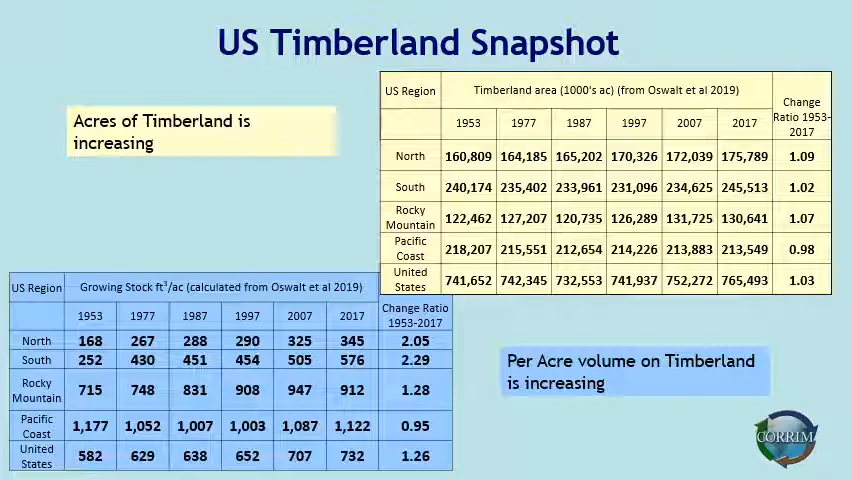 US Timberland Snapshot
Acres of Timberland is
increasing
US Region Timberland area (1000's ac) (from Oswalt et al 2019) Change Ratio 1953-2017
1953 1977 1987 1997 2007 2017
North 160,809 164,185 165,202 170,326 172,039 175,789 1.09
South 240,174 235,402 233,961 231,096 234,625 245,513 1.02
Rocky Mountain 122,462 127,207 120,735 126,289 131,725 130,641 1.07
Pacific Coast 218,207 215,551 212,654 214,226 213,883 213,549 0.98
United States 741,652 742,345 732,553 741,937 752,272 765,493 1.03
US Region Growing Stock ft³/ac (calculated from Oswalt et al 2019)
1953 1977 1987 1997 2007 2017 Change Ratio 1953-2017
North 168 267 288 290 325 345 2.05
South 252 430 451 454 505 576 2.29
Rocky Mountain 715 748 831 908 947 912 1.28
Pacific Coast 1,177 1,052 1,007 1,003 1,087 1,122 0.95
United States 582 629 638 652 707 732 1.26
Per Acre volume on Timberland
is increasing
CORRIM